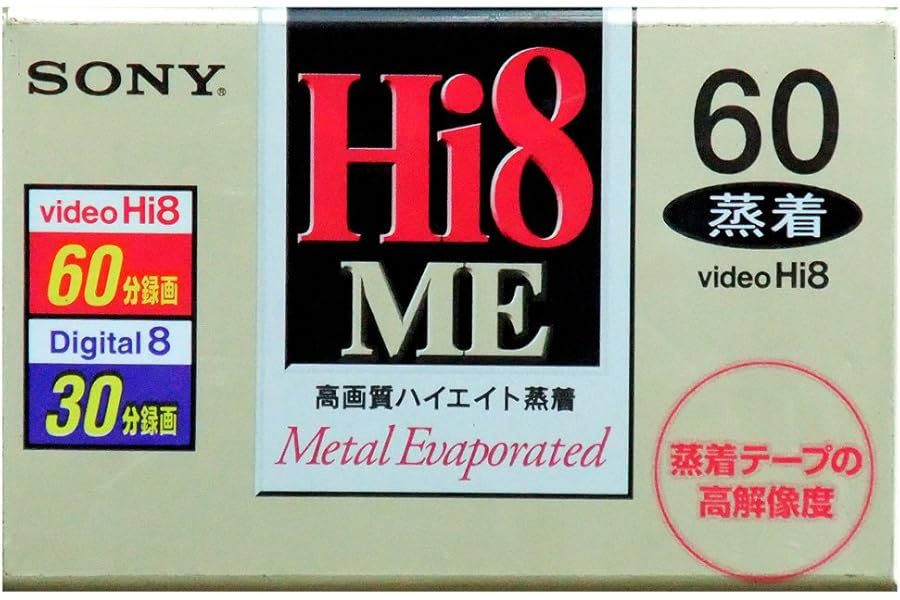 SONY®
video Hi8
60分録画
Digital 8
30分録画
Hi8
ME
高画質ハイエイト蒸着
Metal Evaporated
60
蒸着
video Hi8
蒸着テープの
高解像度